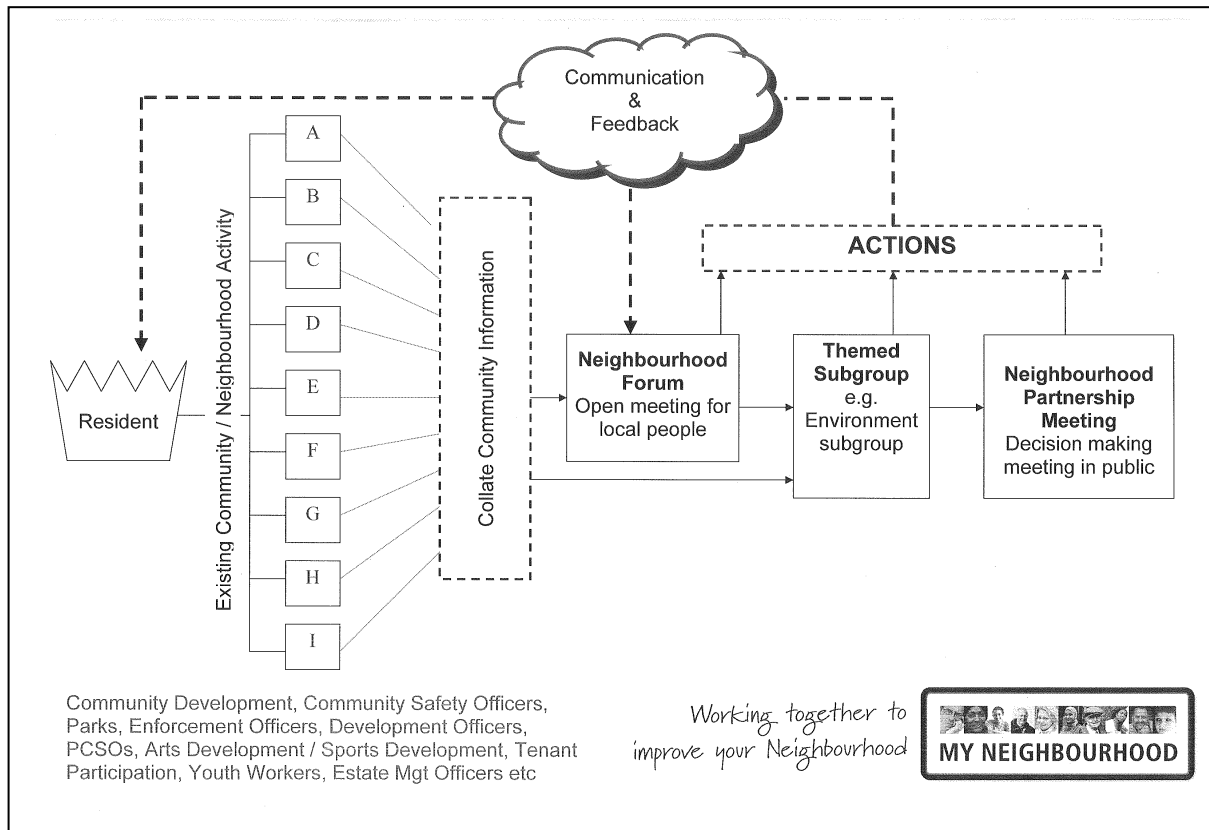 Communication
&
Feedback
A
B
C
D
E
F
G
H
I
Existing Community / Neighbourhood Activity
Resident
Collate Community Information
ACTIONS
Neighbourhood
Forum
Open meeting for
local people
Themed
Subgroup
e.g.
Environment
subgroup
Neighbourhood
Partnership
Meeting
Decision making
meeting in public
Community Development, Community Safety Officers,
Parks, Enforcement Officers, Development Officers,
PCSOs, Arts Development / Sports Development, Tenant
Participation, Youth Workers, Estate Mgt Officers etc
Working together to
improve your Neighbourhood
MY NEIGHBOURHOOD